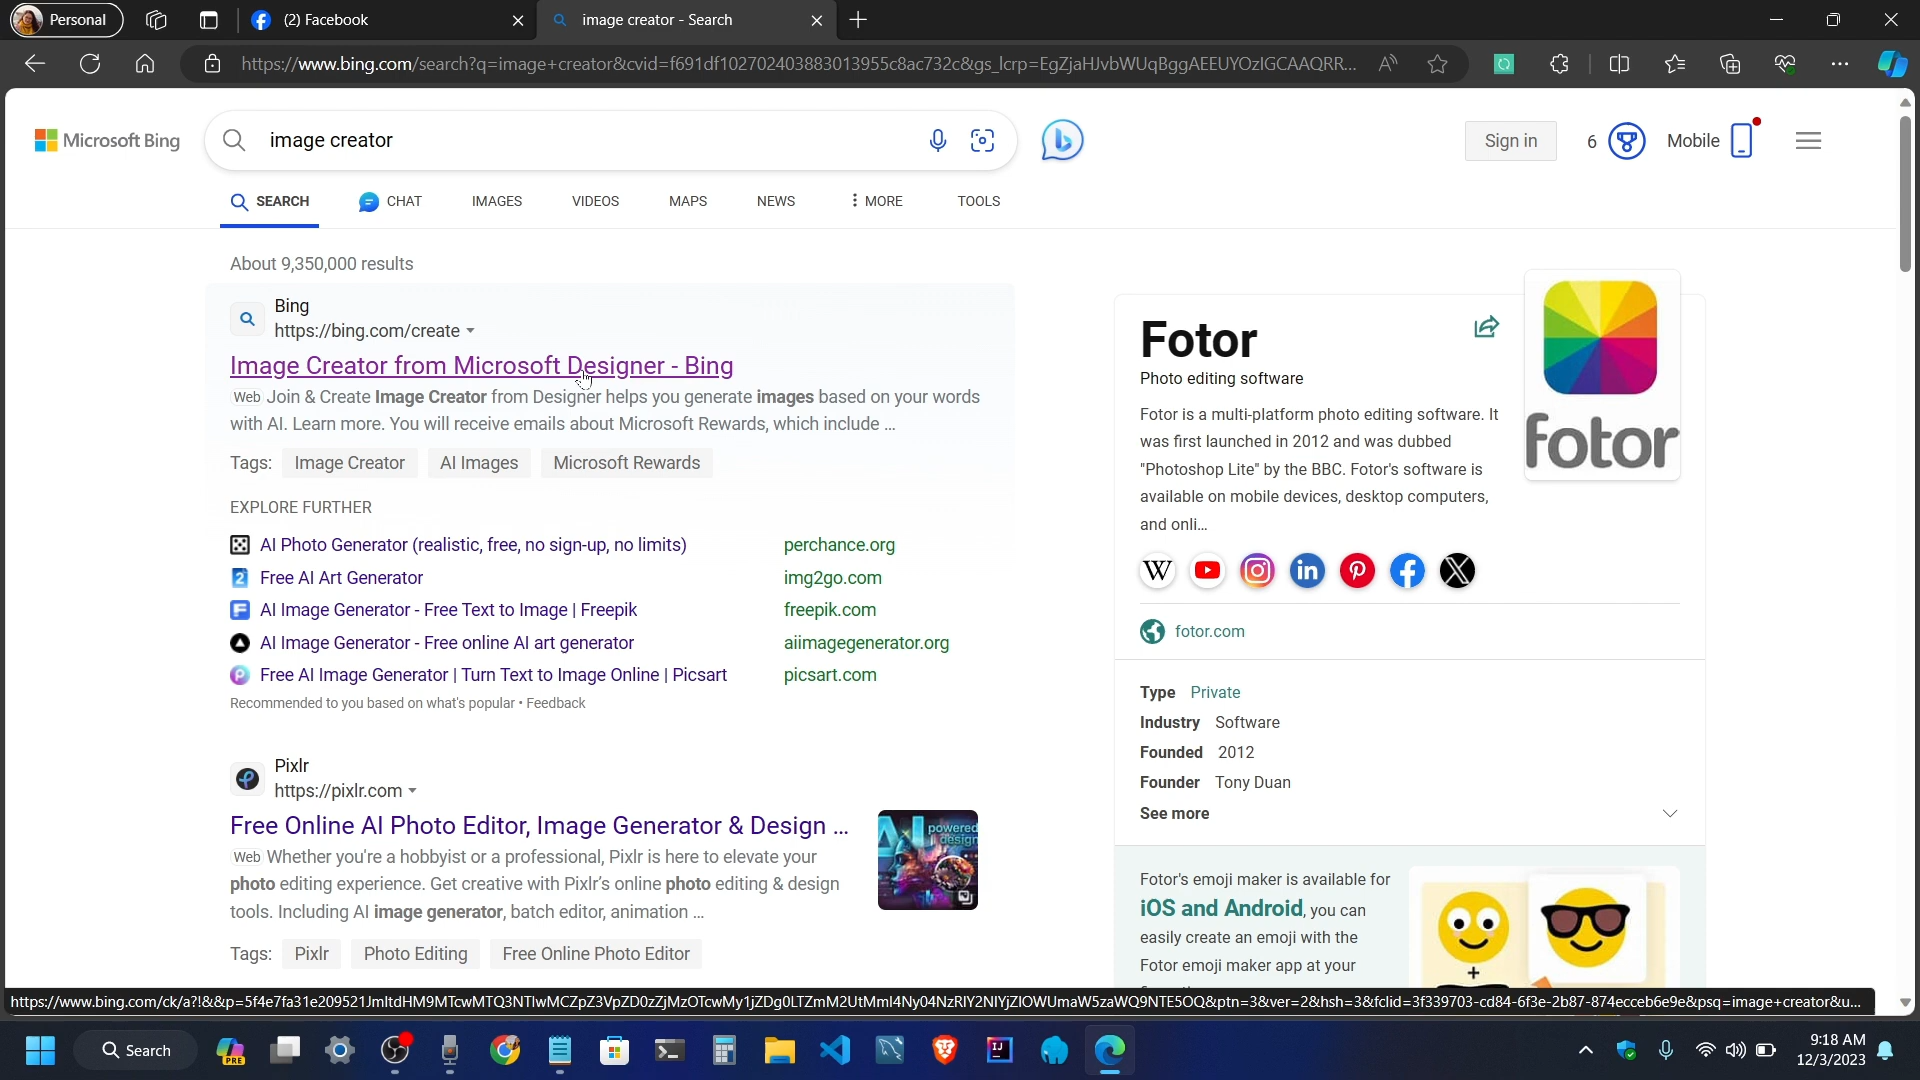 Personal
(2) Facebook
image creator - Search
https://www.bing.com/search?q=image+creator&cvid=f691df102702403883013955c8ac732c&gs_lcrp=EgZjaHJvbWUqBggAEEUYOzIGCAAQRR...
Microsoft Bing
image creator
Sign in
6
Mobile
SEARCH
CHAT
IMAGES
VIDEOS
MAPS
NEWS
MORE
TOOLS
About 9,350,000 results
Bing
https://bing.com/create
Image Creator from Microsoft Designer - Bing
Web Join & Create Image Creator from Designer helps you generate images based on your words
with AI. Learn more. You will receive emails about Microsoft Rewards, which include ...
Tags: Image Creator AI Images Microsoft Rewards
EXPLORE FURTHER
AI Photo Generator (realistic, free, no sign-up, no limits) perchance.org
Free AI Art Generator img2go.com
AI Image Generator - Free Text to Image | Freepik freepik.com
AI Image Generator - Free online AI art generator aiimagegenerator.org
Free AI Image Generator | Turn Text to Image Online | Picsart picsart.com
Recommended to you based on what's popular • Feedback
Pixlr
https://pixlr.com
Free Online AI Photo Editor, Image Generator & Design ...
Web Whether you're a hobbyist or a professional, Pixlr is here to elevate your
photo editing experience. Get creative with Pixlr's online photo editing & design
tools. Including AI image generator, batch editor, animation ...
AI powered
design
Tags: Pixlr Photo Editing Free Online Photo Editor
Fotor
Photo editing software
fotor
Fotor is a multi-platform photo editing software. It
was first launched in 2012 and was dubbed
"Photoshop Lite" by the BBC. Fotor's software is
available on mobile devices, desktop computers,
and onli...
fotor.com
Type Private
Industry Software
Founded 2012
Founder Tony Duan
See more
Fotor's emoji maker is available for
iOS and Android, you can
easily create an emoji with the
Fotor emoji maker app at your
+
Search
PRE
9:18 AM
12/3/2023